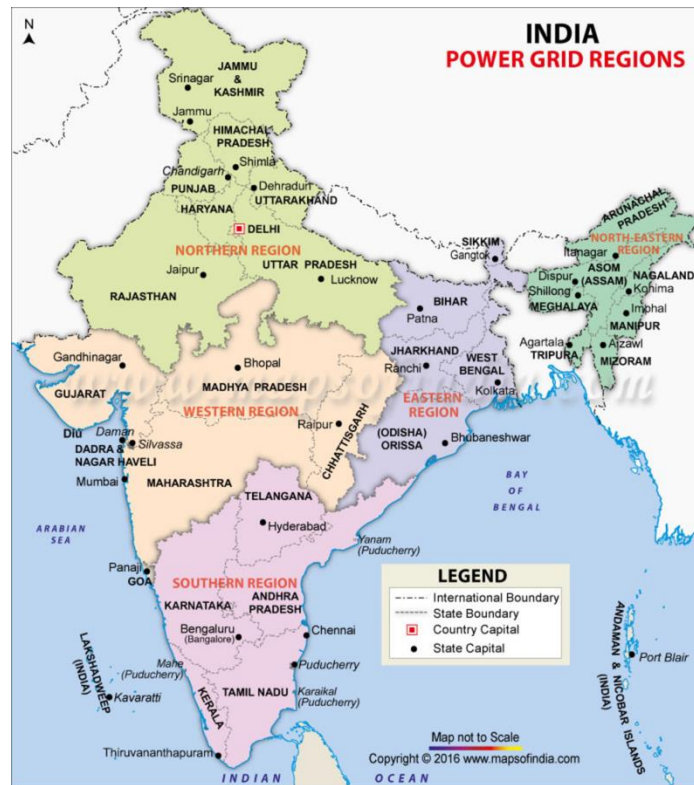 N
INDIA
POWER GRID REGIONS
JAMMU
&
KASHMIR
Srinagar
Jammu
HIMACHAL
PRADESH
Shimla
Chandigarh
PUNJAB
Dehradun
UTTARAKHAND
HARYANA
DELHI
NORTHERN REGION
UTTAR PRADESH
Jaipur
Lucknow
RAJASTHAN
SIKKIM
Gangtok
ARUNACHAL
PRADESH
NORTH-EASTERN
REGION
Itanagar
ASOM
(ASSAM)
Dispur
NAGALAND
Shillong
Kohima
MEGHALAYA
Imphal
MANIPUR
Agartala
TRIPURA
Aizawl
MIZORAM
BIHAR
Patna
JHARKHAND
Ranchi
WEST
BENGAL
Kolkata
EASTERN
REGION
(ODISHA)
ORISSA
Bhubaneshwar
Gandhinagar
GUJARAT
Bhopal
MADHYA PRADESH
WESTERN REGION
Raipur
CHHATTISGARH
Diu
Daman
Silvassa
DADRA &
NAGAR HAVELI
Mumbai
MAHARASHTRA
ARABIAN
SEA
BAY
OF
BENGAL
TELANGANA
Hyderabad
Yanam
(Puducherry)
Panaji
GOA
SOUTHERN REGION
KARNATAKA
ANDHRA
PRADESH
Bengaluru
(Bangalore)
Chennai
Mahe
(Puducherry)
Puducherry
KERALA
TAMIL NADU
Karaikal
(Puducherry)
LAKSHADWEEP
(INDIA)
Kavaratti
Thiruvananthapuram
INDIAN OCEAN
LEGEND
International Boundary
State Boundary
Country Capital
State Capital
ANDAMAN & NICOBAR ISLANDS
(INDIA)
Port Blair
Map not to Scale
Copyright © 2016 www.mapsofindia.com